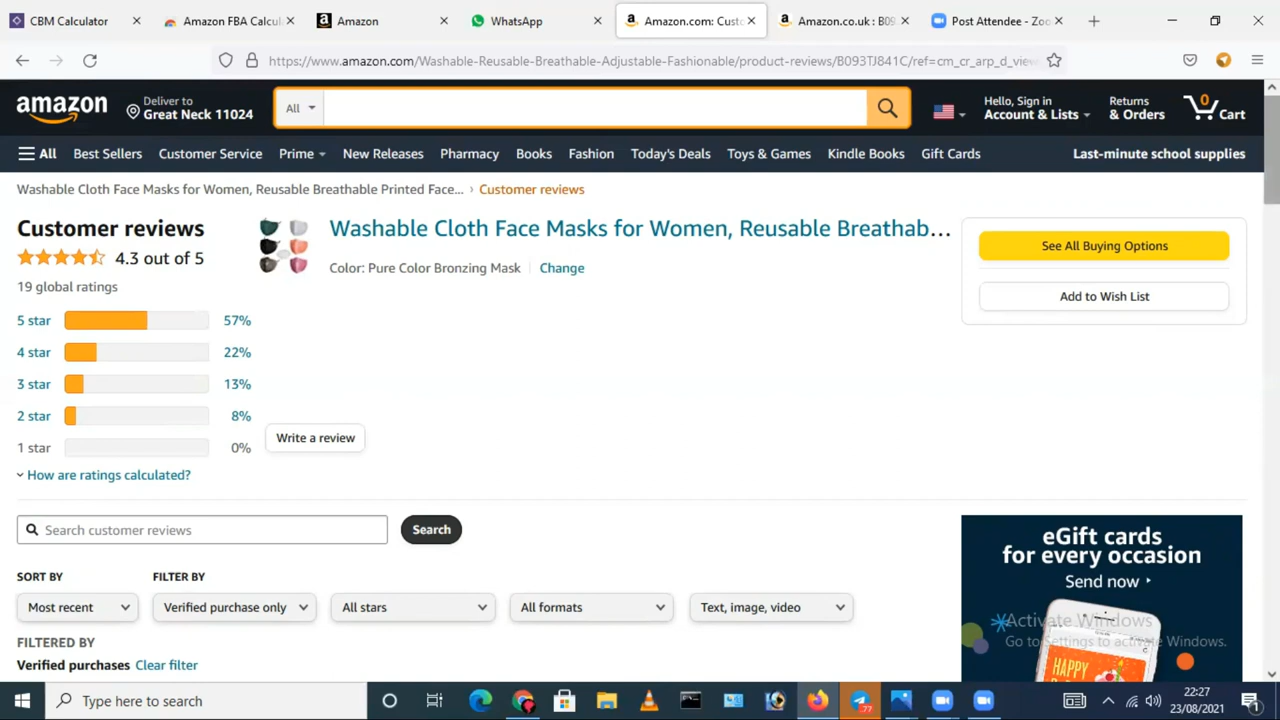 CBM Calculator
Amazon FBA Calcul
Amazon
WhatsApp
Amazon.com: Custo
Amazon.co.uk : B09
Post Attendee - Zoo
https://www.amazon.com/Washable-Reusable-Breathable-Adjustable-Fashionable/product-reviews/B093TJ841C/ref=cm_cr_arp_d_view
amazon
Deliver to
Great Neck 11024
All
Hello, Sign in
Account & Lists
Returns
& Orders
0
Cart
All Best Sellers Customer Service Prime New Releases Pharmacy Books Fashion Today's Deals Toys & Games Kindle Books Gift Cards Last-minute school supplies
Washable Cloth Face Masks for Women, Reusable Breathable Printed Face... › Customer reviews
Customer reviews
4.3 out of 5
19 global ratings
5 star 57%
4 star 22%
3 star 13%
2 star 8%
1 star 0%
How are ratings calculated?
Washable Cloth Face Masks for Women, Reusable Breathab...
Color: Pure Color Bronzing Mask Change
Write a review
See All Buying Options
Add to Wish List
Search customer reviews
Search
SORT BY FILTER BY
Most recent Verified purchase only All stars All formats Text, image, video
FILTERED BY
Verified purchases Clear filter
eGift cards
for every occasion
Send now
HAPPY
Activate Windows
Go to Settings to activate Windows.
Type here to search
77
22:27
23/08/2021
1